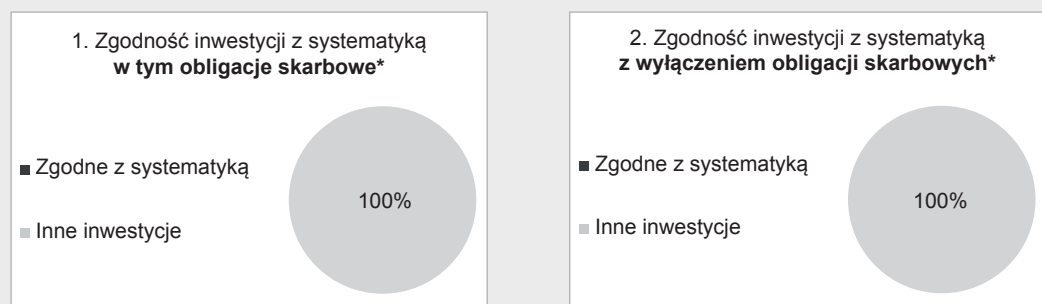 1. Zgodność inwestycji z systematyką
w tym obligacje skarbowe*
Zgodne z systematyką
100%
Inne inwestycje
2. Zgodność inwestycji z systematyką
z wyłączeniem obligacji skarbowych*
Zgodne z systematyką
100%
Inne inwestycje